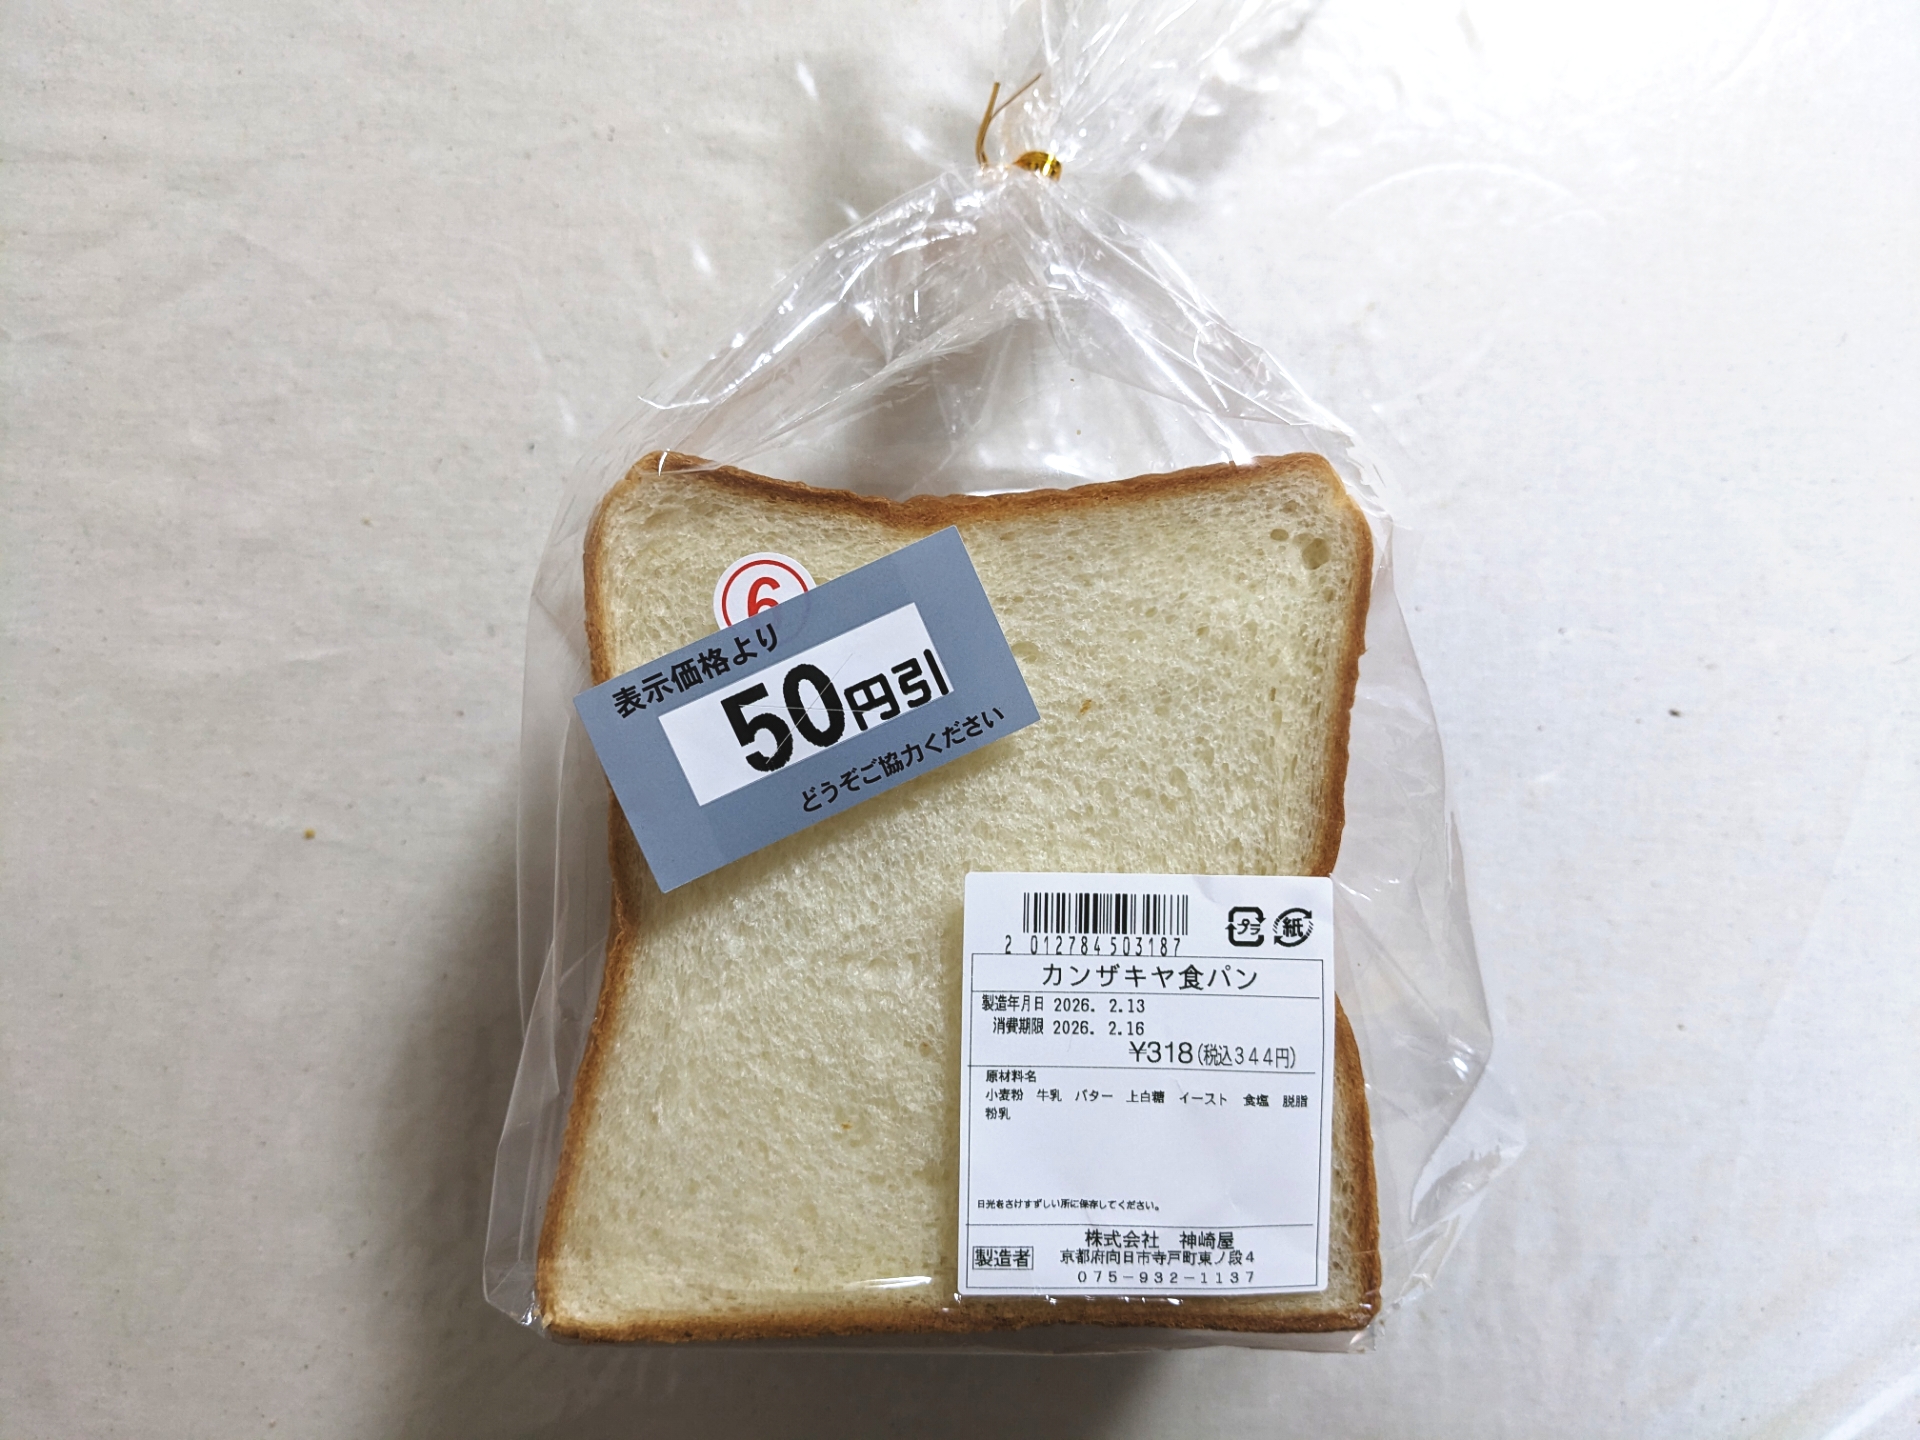 6
表示価格より
50円引
どうぞご協力ください
2 012784 503187
プラ 紙
カンザキヤ食パン
製造年月日 2026. 2.13
消費期限 2026. 2.16
¥318(税込344円)
原材料名
小麦粉 牛乳 バター 上白糖 イースト 食塩 脱脂
粉乳
日光をさけすずしい所に保存してください。
製造者
株式会社 神崎屋
京都府向日市寺戸町東ノ段4
075-932-1137